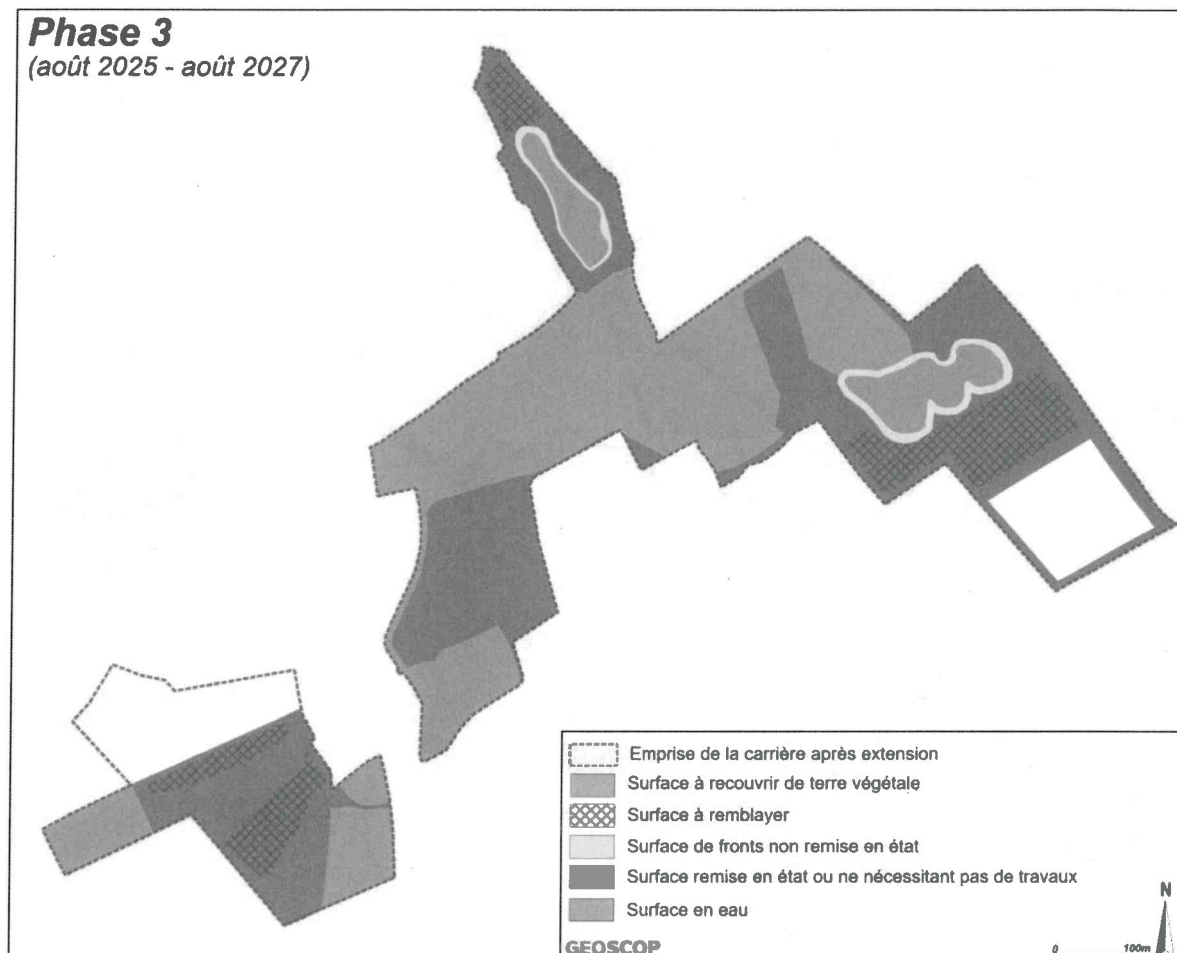 Phase 3
(août 2025 - août 2027)
Emprise de la carrière après extension
Surface à recouvrir de terre végétale
Surface à remblayer
Surface de fronts non remise en état
Surface remise en état ou ne nécessitant pas de travaux
Surface en eau
GEOSCOP
N
0 100m